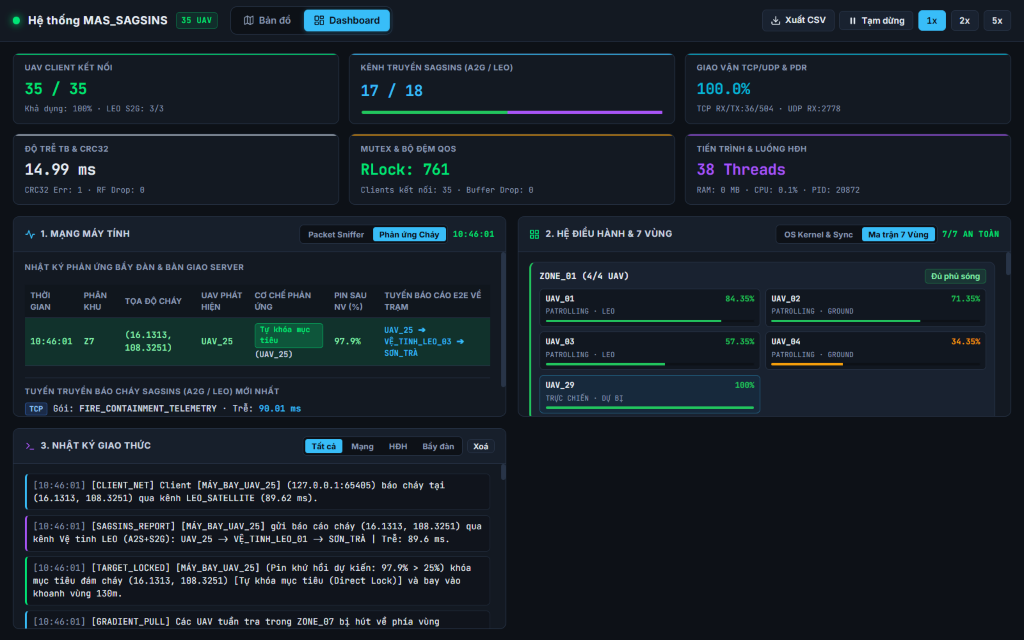 Hệ thống MAS_SAGSINS 35 UAV Bản đồ Dashboard Xuất CSV Tạm dừng 1x 2x 5x
UAV CLIENT KẾT NỐI
35 / 35
Khả dụng: 100% · LEO S2G: 3/3
KÊNH TRUYỀN SAGSINS (A2G / LEO)
17 / 18
GIAO VẬN TCP/UDP & PDR
100.0%
TCP RX/TX:36/504 · UDP RX:2778
ĐỘ TRỄ TB & CRC32
14.99 ms
CRC32 Err: 1 · RF Drop: 0
MUTEX & BỘ ĐỆM QOS
RLock: 761
Clients kết nối: 35 · Buffer Drop: 0
TIẾN TRÌNH & LUỒNG HĐH
38 Threads
RAM: 0 MB · CPU: 0.1% · PID: 20872
1. MẠNG MÁY TÍNH Packet Sniffer Phản ứng Cháy 10:46:01
NHẬT KÝ PHẢN ỨNG BẦY ĐÀN & BÀN GIAO SERVER
THỜI GIAN PHÂN KHU TỌA ĐỘ CHÁY UAV PHÁT HIỆN CƠ CHẾ PHẢN ỨNG PIN SAU NV (%) TUYẾN BÁO CÁO E2E VỀ TRẠM
10:46:01 Z7 (16.1313, 108.3251) UAV_25 Tự khóa mục tiêu (UAV_25) 97.9% UAV_25 ➔ VỆ_TINH_LEO_03 ➔ SƠN_TRÀ
TUYẾN TRUYỀN BÁO CHÁY SAGSINS (A2G / LEO) MỚI NHẤT
TCP Gói: FIRE_CONTAINMENT_TELEMETRY · Trễ: 90.01 ms
2. HỆ ĐIỀU HÀNH & 7 VÙNG OS Kernel & Sync Ma trận 7 Vùng 7/7 AN TOÀN
ZONE_01 (4/4 UAV) Đủ phủ sóng
UAV_01 84.35%
PATROLLING · LEO
UAV_02 71.35%
PATROLLING · GROUND
UAV_03 57.35%
PATROLLING · LEO
UAV_04 34.35%
PATROLLING · GROUND
UAV_29 100%
TRỰC CHIẾN · DỰ BỊ
3. NHẬT KÝ GIAO THỨC Tất cả Mạng HĐH Bầy đàn Xoá
[10:46:01] [CLIENT_NET] Client [MÁY_BAY_UAV_25] (127.0.0.1:65405) báo cháy tại
(16.1313, 108.3251) qua kênh LEO_SATELLITE (89.62 ms).
[10:46:01] [SAGSINS_REPORT] [MÁY_BAY_UAV_25] gửi báo cáo cháy (16.1313, 108.3251) qua
kênh Vệ tinh LEO (A2S+S2G): UAV_25 → VỆ_TINH_LEO_01 → SƠN_TRÀ | Trễ: 89.6 ms.
[10:46:01] [TARGET_LOCKED] [MÁY_BAY_UAV_25] (Pin khứ hồi dự kiến: 97.9% > 25%) khóa
mục tiêu đám cháy (16.1313, 108.3251) [Tự khóa mục tiêu (Direct Lock)] và bay vào
khoanh vùng 130m.
[10:46:01] [GRADIENT_PULL] Các UAV tuần tra trong ZONE_07 bị hút về phía vùng